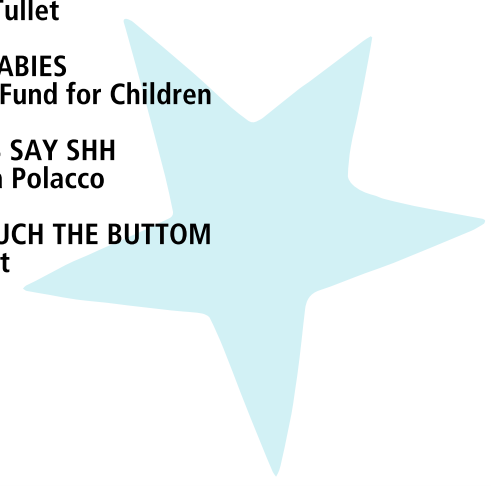 Tullet
ABIES
Fund for Children
SAY SHH
Polacco
UCH THE BUTTOM
t